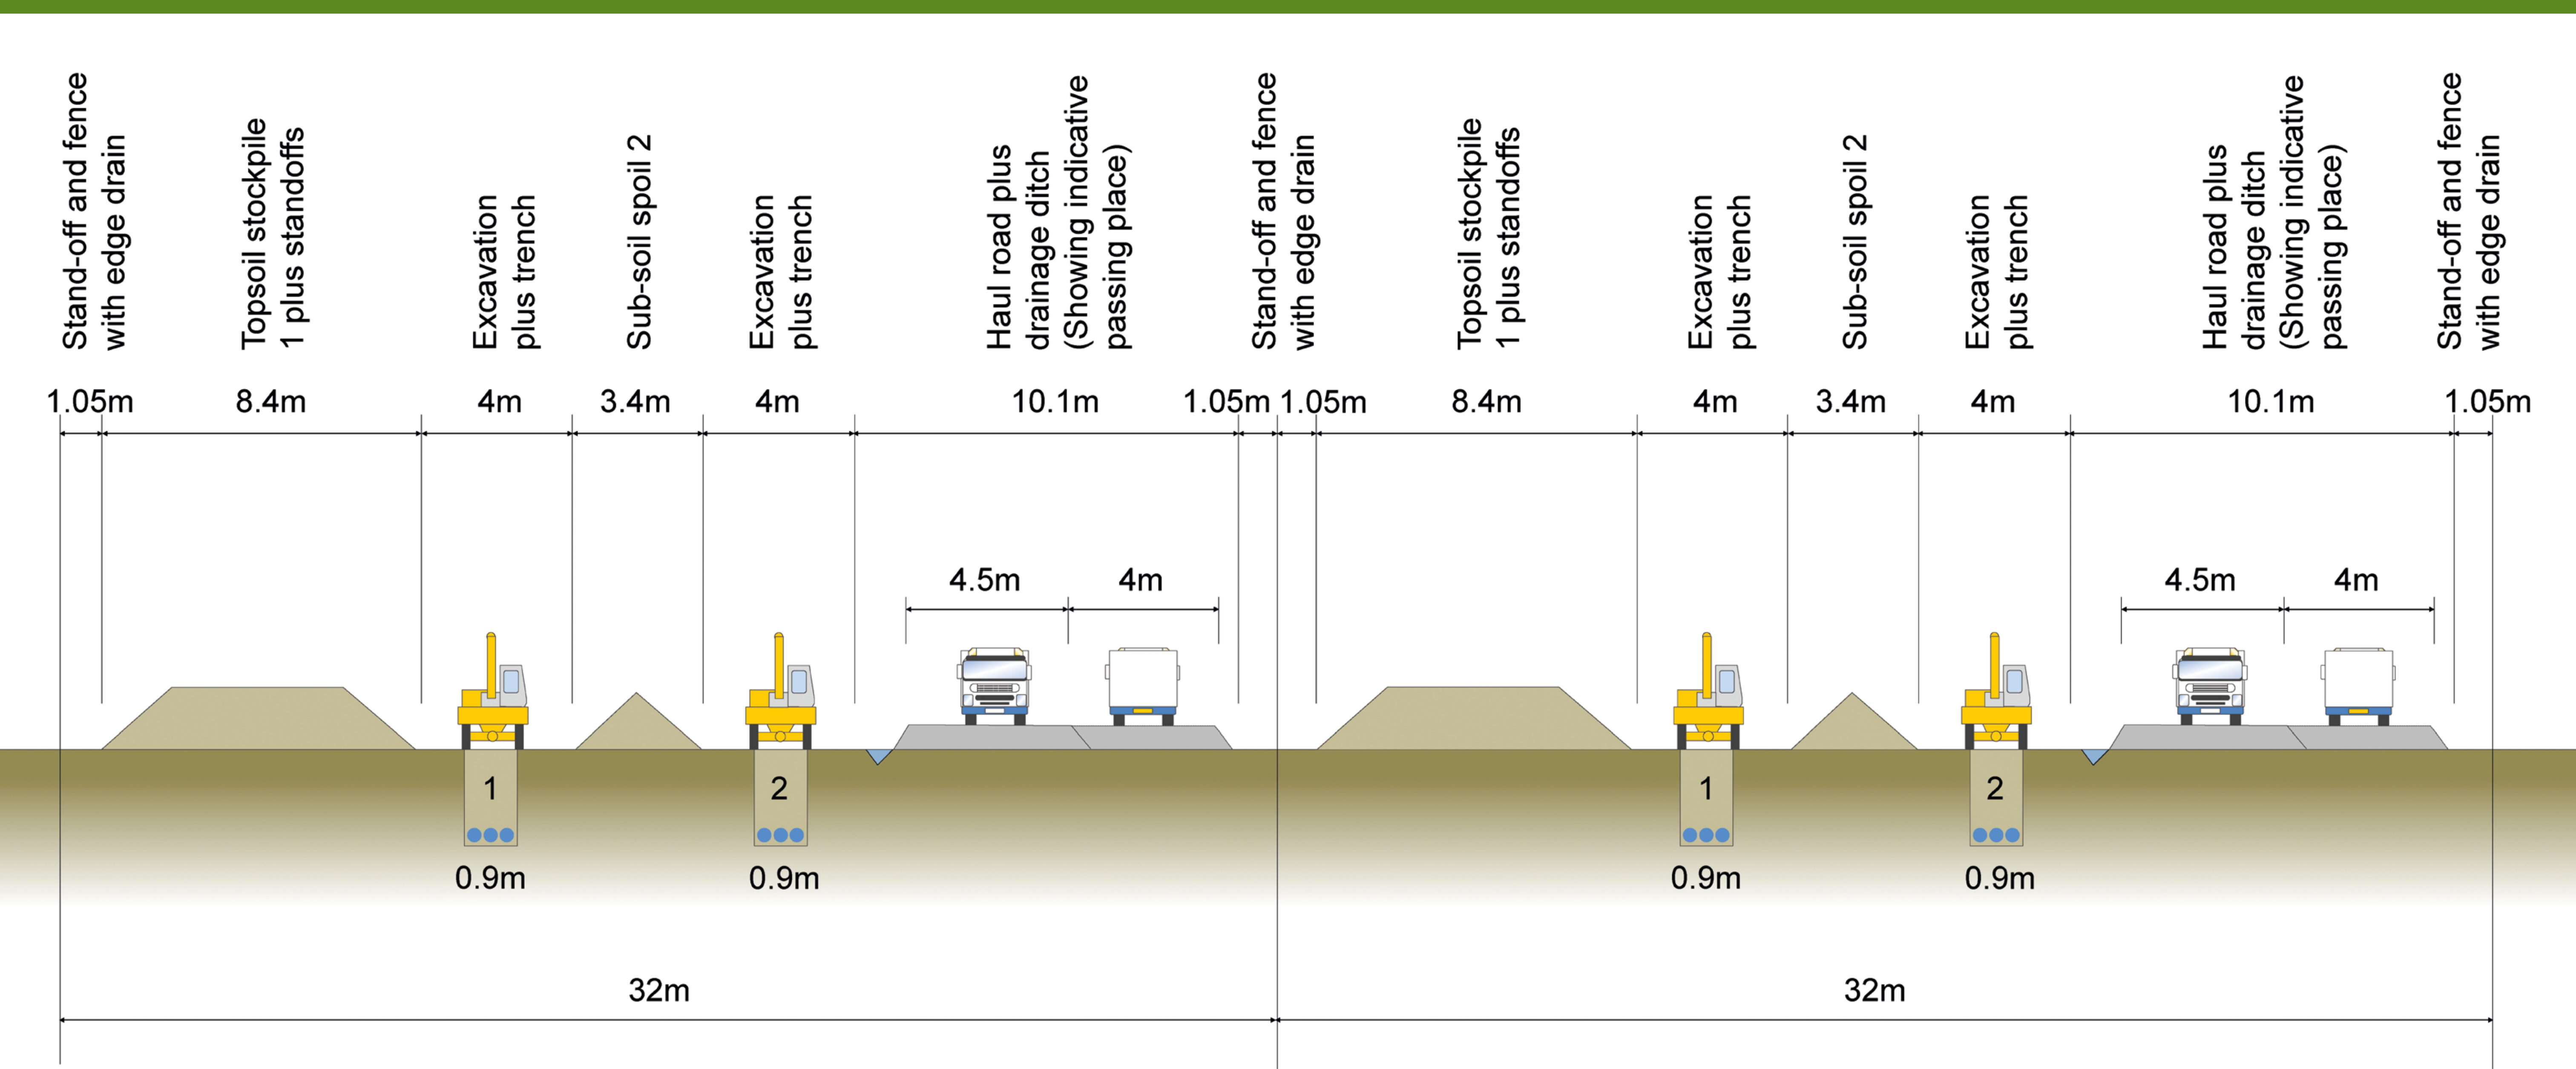 Stand-off and fence
with edge drain
Topsoil stockpile
1 plus standoffs
Excavation
plus trench
Sub-soil spoil 2
Excavation
plus trench
Haul road plus
drainage ditch
(Showing indicative
passing place)
Stand-off and fence
with edge drain
Topsoil stockpile
1 plus standoffs
Excavation
plus trench
Sub-soil spoil 2
Excavation
plus trench
Haul road plus
drainage ditch
(Showing indicative
passing place)
Stand-off and fence
with edge drain
1.05m 8.4m 4m 3.4m 4m 10.1m 1.05m 1.05m 8.4m 4m 3.4m 4m 10.1m 1.05m
4.5m 4m 4.5m 4m
1 2 1 2
0.9m 0.9m 0.9m 0.9m
32m 32m